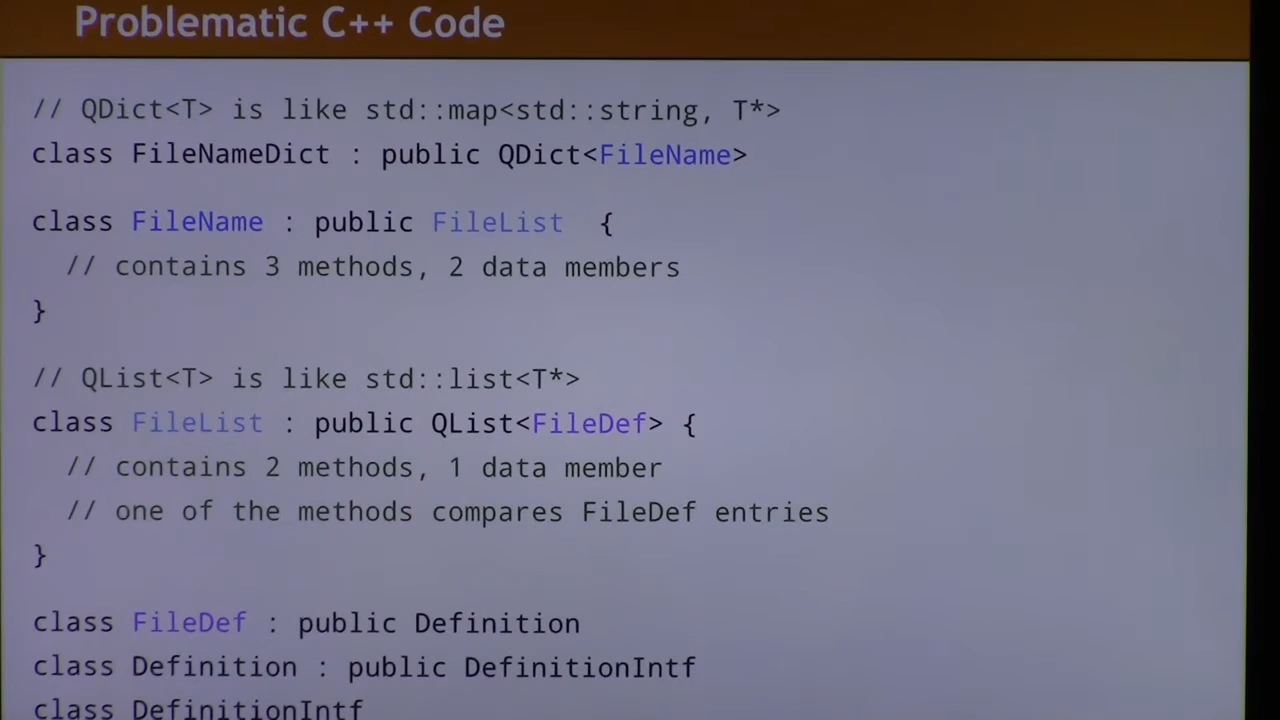 Problematic C++ Code
// QDict<T> is like std::map<std::string, T*>
class FileNameDict : public QDict<FileName>
class FileName : public FileList  {
// contains 3 methods, 2 data members
}
// QList<T> is like std::list<T*>
class FileList : public QList<FileDef> {
// contains 2 methods, 1 data member
// one of the methods compares FileDef entries
}
class FileDef : public Definition
class Definition : public DefinitionIntf
class DefinitionIntf